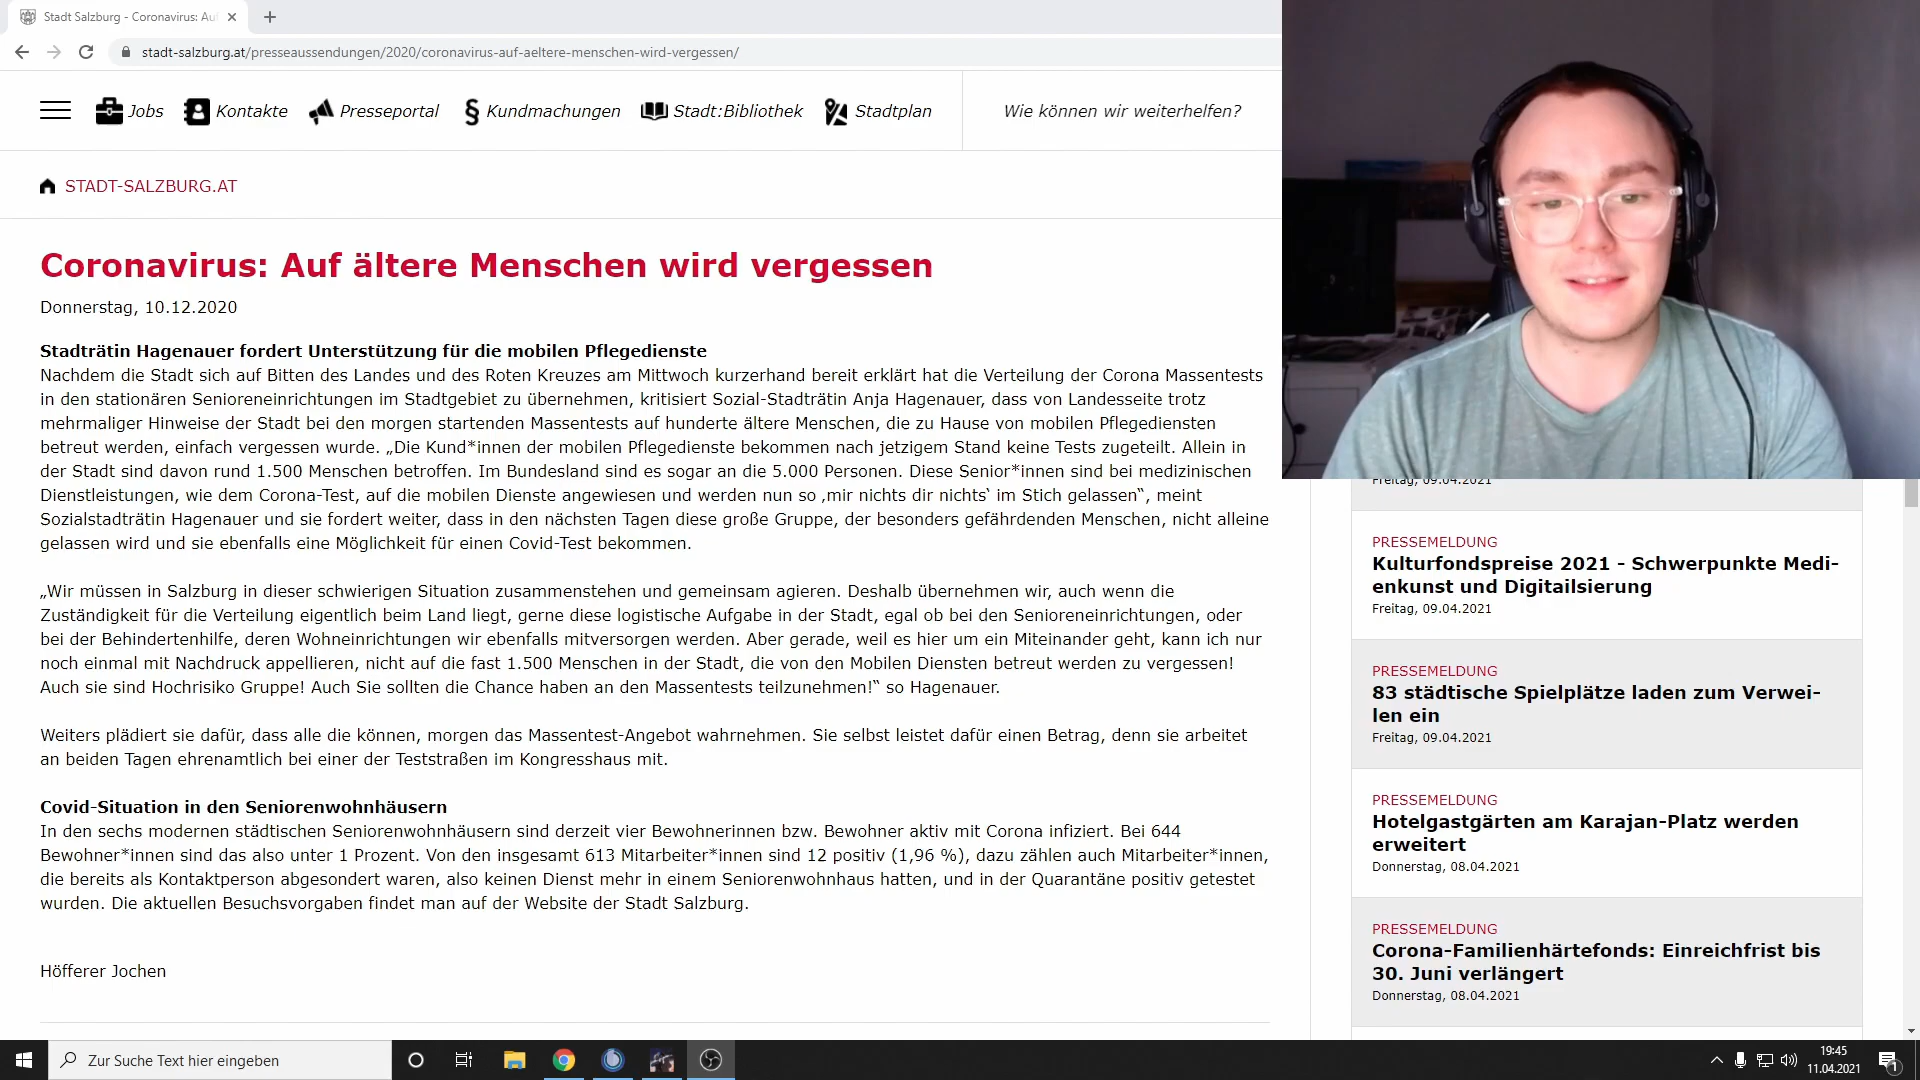 Stadt Salzburg - Coronavirus: Au
stadt-salzburg.at/presseaussendungen/2020/coronavirus-auf-aeltere-menschen-wird-vergessen/
Jobs
Kontakte
Presseportal
§ Kundmachungen
Stadt:Bibliothek
Stadtplan
Wie können wir weiterhelfen?
STADT-SALZBURG.AT
Coronavirus: Auf ältere Menschen wird vergessen
Donnerstag, 10.12.2020
Stadträtin Hagenauer fordert Unterstützung für die mobilen Pflegedienste
Nachdem die Stadt sich auf Bitten des Landes und des Roten Kreuzes am Mittwoch kurzerhand bereit erklärt hat die Verteilung der Corona Massentests
in den stationären Senioreneinrichtungen im Stadtgebiet zu übernehmen, kritisiert Sozial-Stadträtin Anja Hagenauer, dass von Landesseite trotz
mehrmaliger Hinweise der Stadt bei den morgen startenden Massentests auf hunderte ältere Menschen, die zu Hause von mobilen Pflegediensten
betreut werden, einfach vergessen wurde. „Die Kund*innen der mobilen Pflegedienste bekommen nach jetzigem Stand keine Tests zugeteilt. Allein in
der Stadt sind davon rund 1.500 Menschen betroffen. Im Bundesland sind es sogar an die 5.000 Personen. Diese Senior*innen sind bei medizinischen
Dienstleistungen, wie dem Corona-Test, auf die mobilen Dienste angewiesen und werden nun so ‚mir nichts dir nichts‘ im Stich gelassen“, meint
Sozialstadträtin Hagenauer und sie fordert weiter, dass in den nächsten Tagen diese große Gruppe, der besonders gefährdenden Menschen, nicht alleine
gelassen wird und sie ebenfalls eine Möglichkeit für einen Covid-Test bekommen.
„Wir müssen in Salzburg in dieser schwierigen Situation zusammenstehen und gemeinsam agieren. Deshalb übernehmen wir, auch wenn die
Zuständigkeit für die Verteilung eigentlich beim Land liegt, gerne diese logistische Aufgabe in der Stadt, egal ob bei den Senioreneinrichtungen, oder
bei der Behindertenhilfe, deren Wohneinrichtungen wir ebenfalls mitversorgen werden. Aber gerade, weil es hier um ein Miteinander geht, kann ich nur
noch einmal mit Nachdruck appellieren, nicht auf die fast 1.500 Menschen in der Stadt, die von den Mobilen Diensten betreut werden zu vergessen!
Auch sie sind Hochrisiko Gruppe! Auch Sie sollten die Chance haben an den Massentests teilzunehmen!“ so Hagenauer.
Weiters plädiert sie dafür, dass alle die können, morgen das Massentest-Angebot wahrnehmen. Sie selbst leistet dafür einen Betrag, denn sie arbeitet
an beiden Tagen ehrenamtlich bei einer der Teststraßen im Kongresshaus mit.
Covid-Situation in den Seniorenwohnhäusern
In den sechs modernen städtischen Seniorenwohnhäusern sind derzeit vier Bewohnerinnen bzw. Bewohner aktiv mit Corona infiziert. Bei 644
Bewohner*innen sind das also unter 1 Prozent. Von den insgesamt 613 Mitarbeiter*innen sind 12 positiv (1,96 %), dazu zählen auch Mitarbeiter*innen,
die bereits als Kontaktperson abgesondert waren, also keinen Dienst mehr in einem Seniorenwohnhaus hatten, und in der Quarantäne positiv getestet
wurden. Die aktuellen Besuchsvorgaben findet man auf der Website der Stadt Salzburg.
Höfferer Jochen
Freitag, 09.04.2021
PRESSEMELDUNG
Kulturfondspreise 2021 - Schwerpunkte Medi-
enkunst und Digitailsierung
Freitag, 09.04.2021
PRESSEMELDUNG
83 städtische Spielplätze laden zum Verwei-
len ein
Freitag, 09.04.2021
PRESSEMELDUNG
Hotelgastgärten am Karajan-Platz werden
erweitert
Donnerstag, 08.04.2021
PRESSEMELDUNG
Corona-Familienhärtefonds: Einreichfrist bis
30. Juni verlängert
Donnerstag, 08.04.2021
Zur Suche Text hier eingeben
19:45
11.04.2021
1